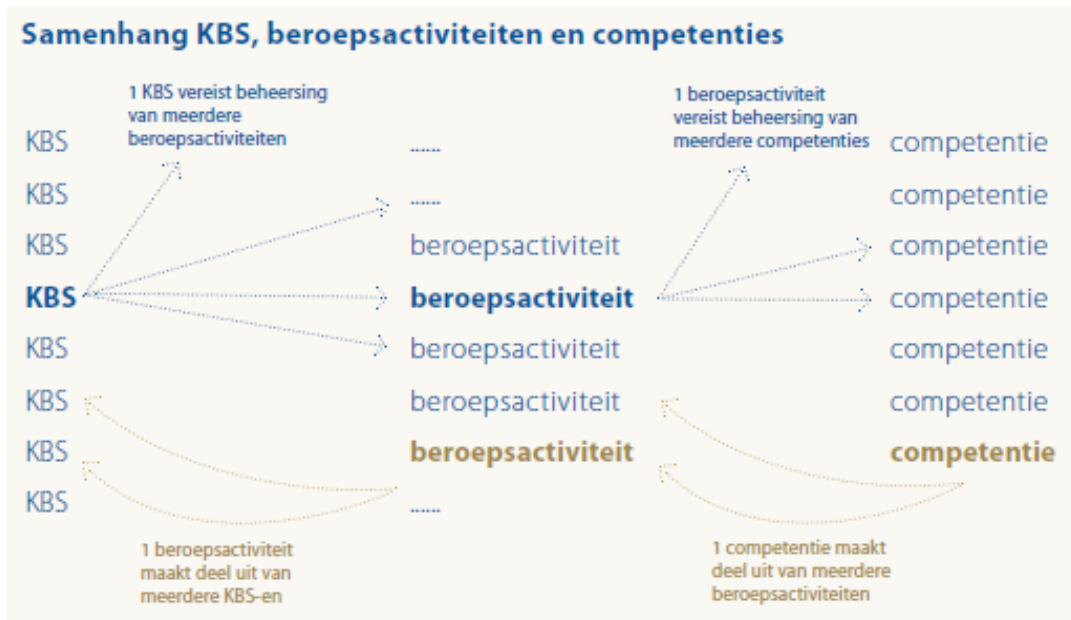 Samenhang KBS, beroepsactiviteiten en competenties
1 KBS vereist beheersing
van meerdere
beroepsactiviteiten
1 beroepsactiviteit
vereist beheersing van
meerdere competenties
KBS ...... competentie
KBS ...... competentie
KBS beroepsactiviteit competentie
KBS beroepsactiviteit competentie
KBS beroepsactiviteit competentie
KBS beroepsactiviteit competentie
KBS beroepsactiviteit competentie
KBS ......
1 beroepsactiviteit
maakt deel uit van
meerdere KBS-en
1 competentie maakt
deel uit van meerdere
beroepsactiviteiten